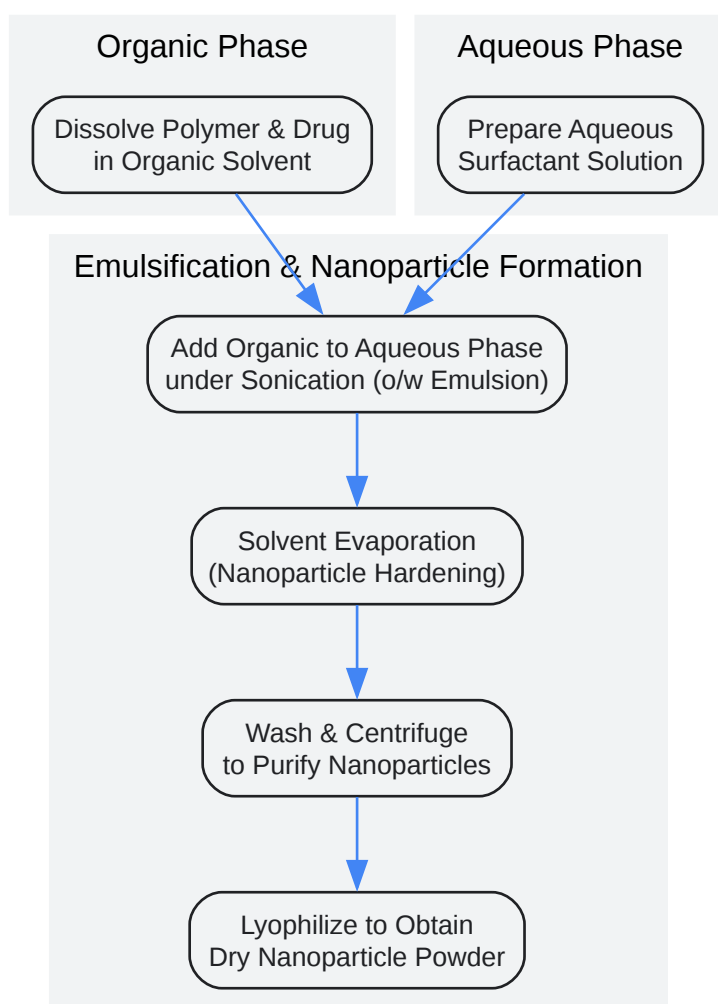 Organic Phase
Aqueous Phase
Dissolve Polymer & Drug
in Organic Solvent
Prepare Aqueous
Surfactant Solution
Emulsification & Nanoparticle Formation
Add Organic to Aqueous Phase
under Sonication (o/w Emulsion)
Solvent Evaporation
(Nanoparticle Hardening)
Wash & Centrifuge
to Purify Nanoparticles
Lyophilize to Obtain
Dry Nanoparticle Powder